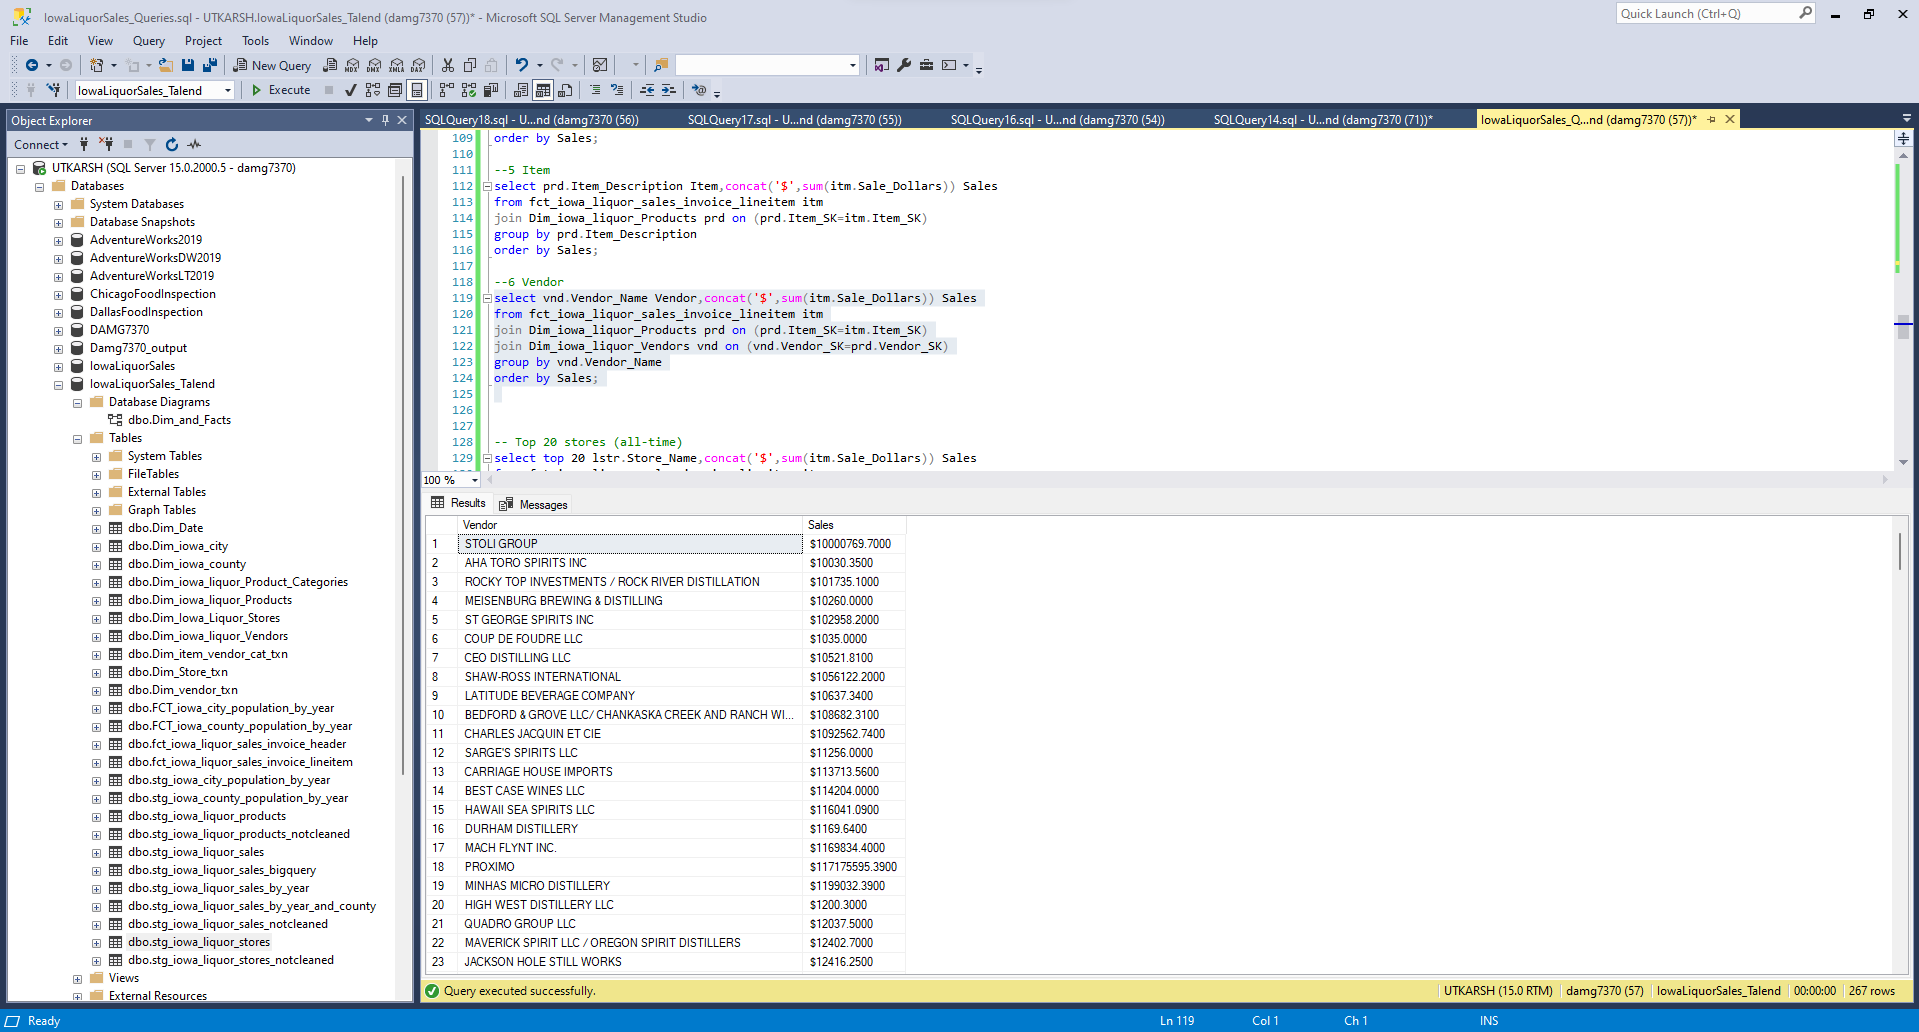 IowaLiquorSales_Queries.sql - UTKARSH.IowaLiquorSales_Talend (damg7370 (57))* - Microsoft SQL Server Management Studio
Quick Launch (Ctrl+Q)
File Edit View Query Project Tools Window Help
New Query MDX DMX XMLA DAX
IowaLiquorSales_Talend Execute
Object Explorer
Connect
UTKARSH (SQL Server 15.0.2000.5 - damg7370)
Databases
System Databases
Database Snapshots
AdventureWorks2019
AdventureWorksDW2019
AdventureWorksLT2019
ChicagoFoodInspection
DallasFoodInspection
DAMG7370
Damg7370_output
IowaLiquorSales
IowaLiquorSales_Talend
Database Diagrams
dbo.Dim_and_Facts
Tables
System Tables
FileTables
External Tables
Graph Tables
dbo.Dim_Date
dbo.Dim_iowa_city
dbo.Dim_iowa_county
dbo.Dim_iowa_liquor_Product_Categories
dbo.Dim_iowa_liquor_Products
dbo.Dim_Iowa_Liquor_Stores
dbo.Dim_iowa_liquor_Vendors
dbo.Dim_item_vendor_cat_txn
dbo.Dim_Store_txn
dbo.Dim_vendor_txn
dbo.FCT_iowa_city_population_by_year
dbo.FCT_iowa_county_population_by_year
dbo.fct_iowa_liquor_sales_invoice_header
dbo.fct_iowa_liquor_sales_invoice_lineitem
dbo.stg_iowa_city_population_by_year
dbo.stg_iowa_county_population_by_year
dbo.stg_iowa_liquor_products
dbo.stg_iowa_liquor_products_notcleaned
dbo.stg_iowa_liquor_sales
dbo.stg_iowa_liquor_sales_bigquery
dbo.stg_iowa_liquor_sales_by_year
dbo.stg_iowa_liquor_sales_by_year_and_county
dbo.stg_iowa_liquor_sales_notcleaned
dbo.stg_iowa_liquor_stores
dbo.stg_iowa_liquor_stores_notcleaned
Views
External Resources
SQLQuery18.sql - U...nd (damg7370 (56)) SQLQuery17.sql - U...nd (damg7370 (55)) SQLQuery16.sql - U...nd (damg7370 (54)) SQLQuery14.sql - U...nd (damg7370 (71))* IowaLiquorSales_Q...nd (damg7370 (57))*
109 order by Sales;
110
111 --5 Item
112 select prd.Item_Description Item,concat('$',sum(itm.Sale_Dollars)) Sales
113 from fct_iowa_liquor_sales_invoice_lineitem itm
114 join Dim_iowa_liquor_Products prd on (prd.Item_SK=itm.Item_SK)
115 group by prd.Item_Description
116 order by Sales;
117
118 --6 Vendor
119 select vnd.Vendor_Name Vendor,concat('$',sum(itm.Sale_Dollars)) Sales
120 from fct_iowa_liquor_sales_invoice_lineitem itm
121 join Dim_iowa_liquor_Products prd on (prd.Item_SK=itm.Item_SK)
122 join Dim_iowa_liquor_Vendors vnd on (vnd.Vendor_SK=prd.Vendor_SK)
123 group by vnd.Vendor_Name
124 order by Sales;
125
126
127
128 -- Top 20 stores (all-time)
129 select top 20 lstr.Store_Name,concat('$',sum(itm.Sale_Dollars)) Sales
100 %
Results Messages
Vendor Sales
1 STOLI GROUP $10000769.7000
2 AHA TORO SPIRITS INC $10030.3500
3 ROCKY TOP INVESTMENTS / ROCK RIVER DISTILLATION $101735.1000
4 MEISENBURG BREWING & DISTILLING $10260.0000
5 ST GEORGE SPIRITS INC $102958.2000
6 COUP DE FOUDRE LLC $1035.0000
7 CEO DISTILLING LLC $10521.8100
8 SHAW-ROSS INTERNATIONAL $1056122.2000
9 LATITUDE BEVERAGE COMPANY $10637.3400
10 BEDFORD & GROVE LLC/ CHANKASKA CREEK AND RANCH WI... $108682.3100
11 CHARLES JACQUIN ET CIE $1092562.7400
12 SARGE'S SPIRITS LLC $11256.0000
13 CARRIAGE HOUSE IMPORTS $113713.5600
14 BEST CASE WINES LLC $114204.0000
15 HAWAII SEA SPIRITS LLC $116041.0900
16 DURHAM DISTILLERY $1169.6400
17 MACH FLYNT INC. $1169834.4000
18 PROXIMO $117175595.3900
19 MINHAS MICRO DISTILLERY $1199032.3900
20 HIGH WEST DISTILLERY LLC $1200.3000
21 QUADRO GROUP LLC $12037.5000
22 MAVERICK SPIRIT LLC / OREGON SPIRIT DISTILLERS $12402.7000
23 JACKSON HOLE STILL WORKS $12416.2500
Query executed successfully. UTKARSH (15.0 RTM) damg7370 (57) IowaLiquorSales_Talend 00:00:00 267 rows
Ready Ln 119 Col 1 Ch 1 INS